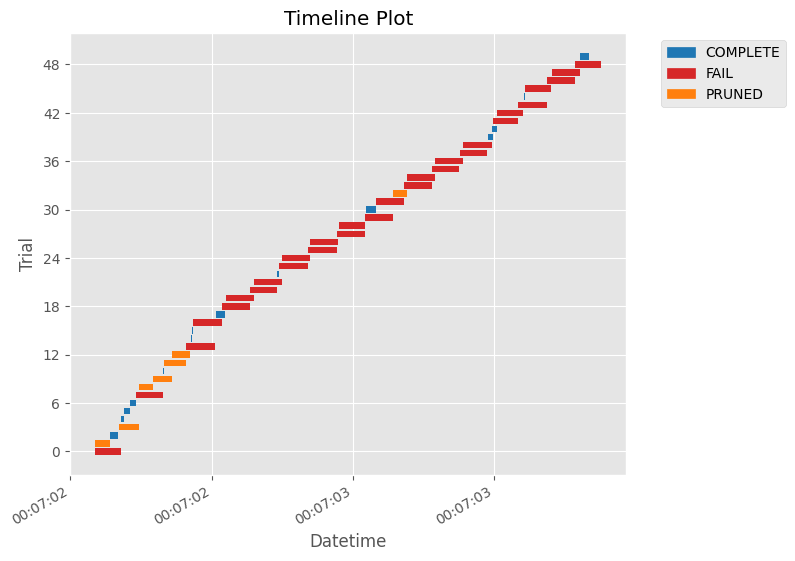 Timeline Plot
COMPLETE
FAIL
PRUNED
48
42
36
30
24
18
12
6
0
Trial
00:07:02
00:07:02
00:07:03
00:07:03
Datetime